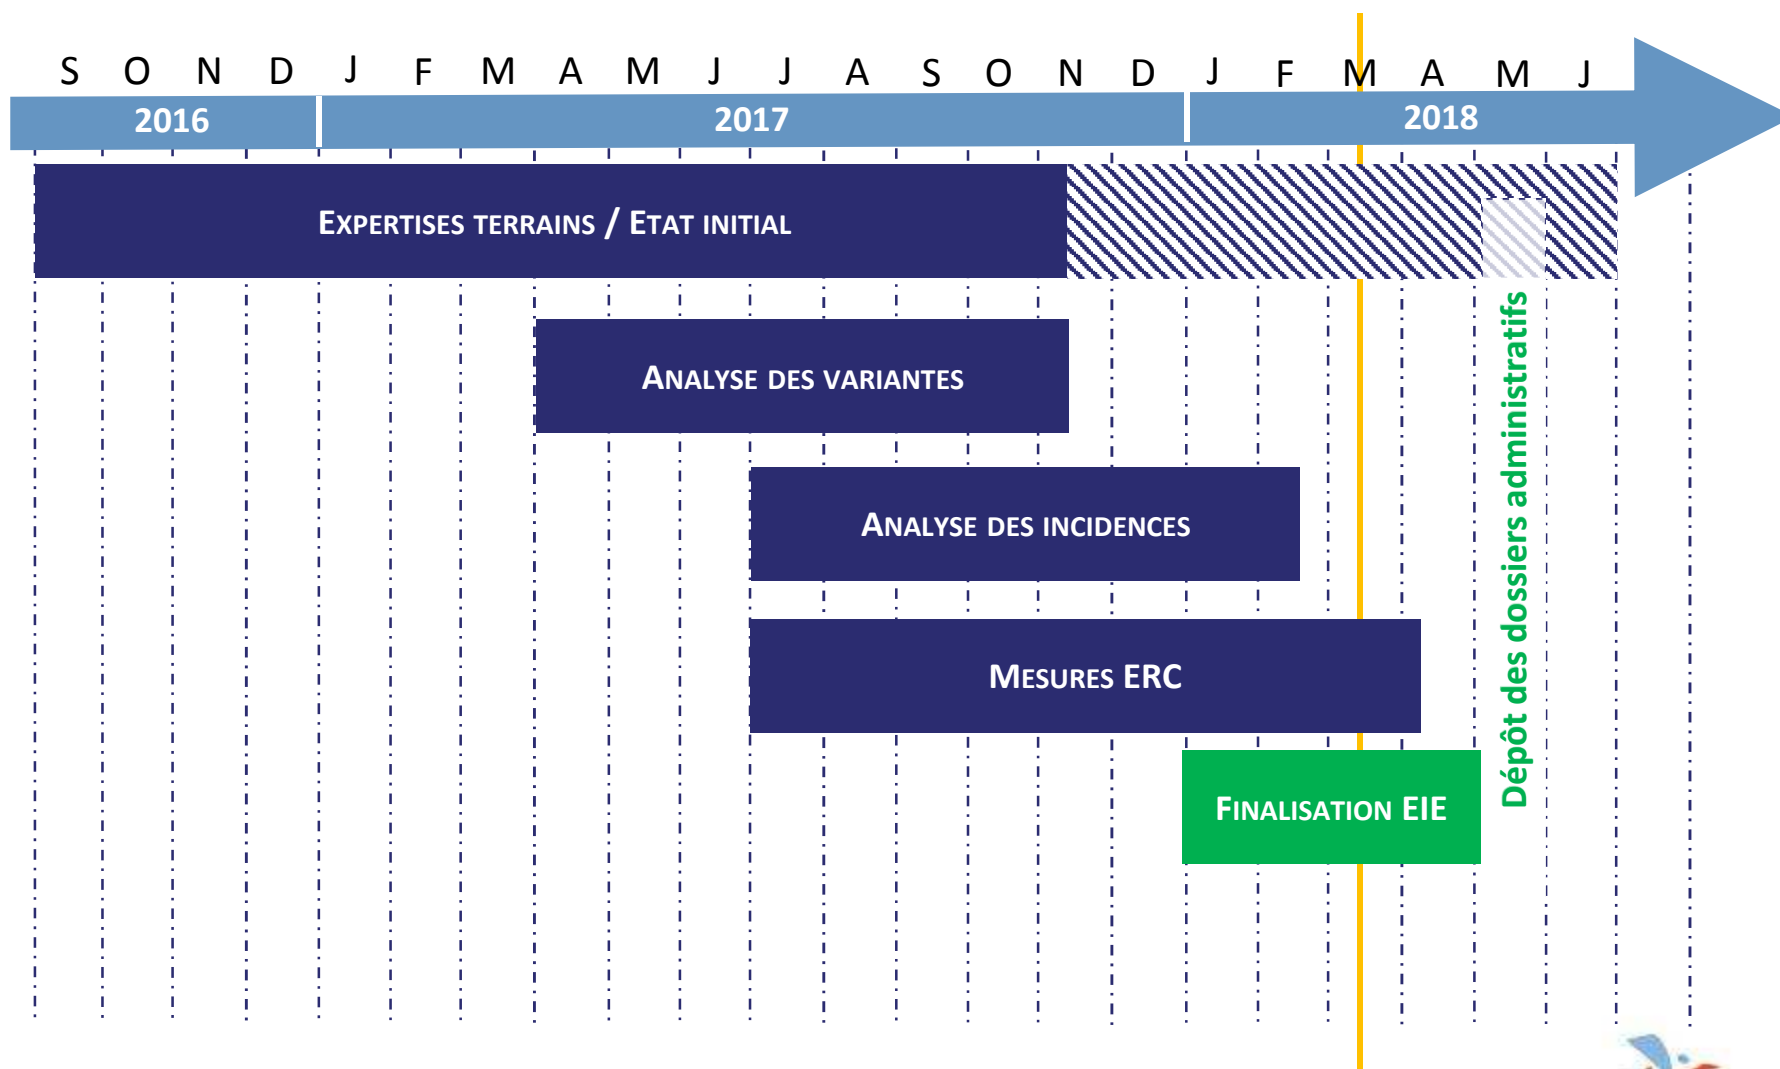 S O N D J F M A M J J A S O N D J F M A M J
2016 2017 2018
EXPERTISES TERRAINS / ETAT INITIAL
ANALYSE DES VARIANTES
ANALYSE DES INCIDENCES
MESURES ERC
FINALISATION EIE
Dépôt des dossiers administratifs